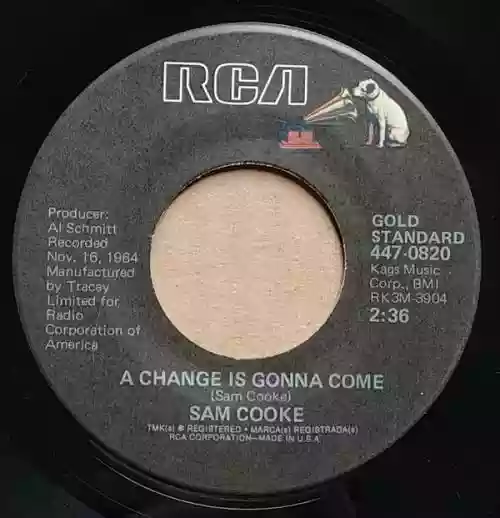 RCA
Producer:
Al Schmitt
Recorded
Nov. 16, 1964
Manufactured
by Tracey
Limited for
Radio
Corporation of
America
GOLD
STANDARD
447-0820
Kags Music
Corp., BMI
RK3M-3904
2:36
A CHANGE IS GONNA COME
(Sam Cooke)
SAM COOKE
TMK(s) ® REGISTERED • MARCA(s) REGISTRADA(s)
RCA CORPORATION—MADE IN U.S.A.